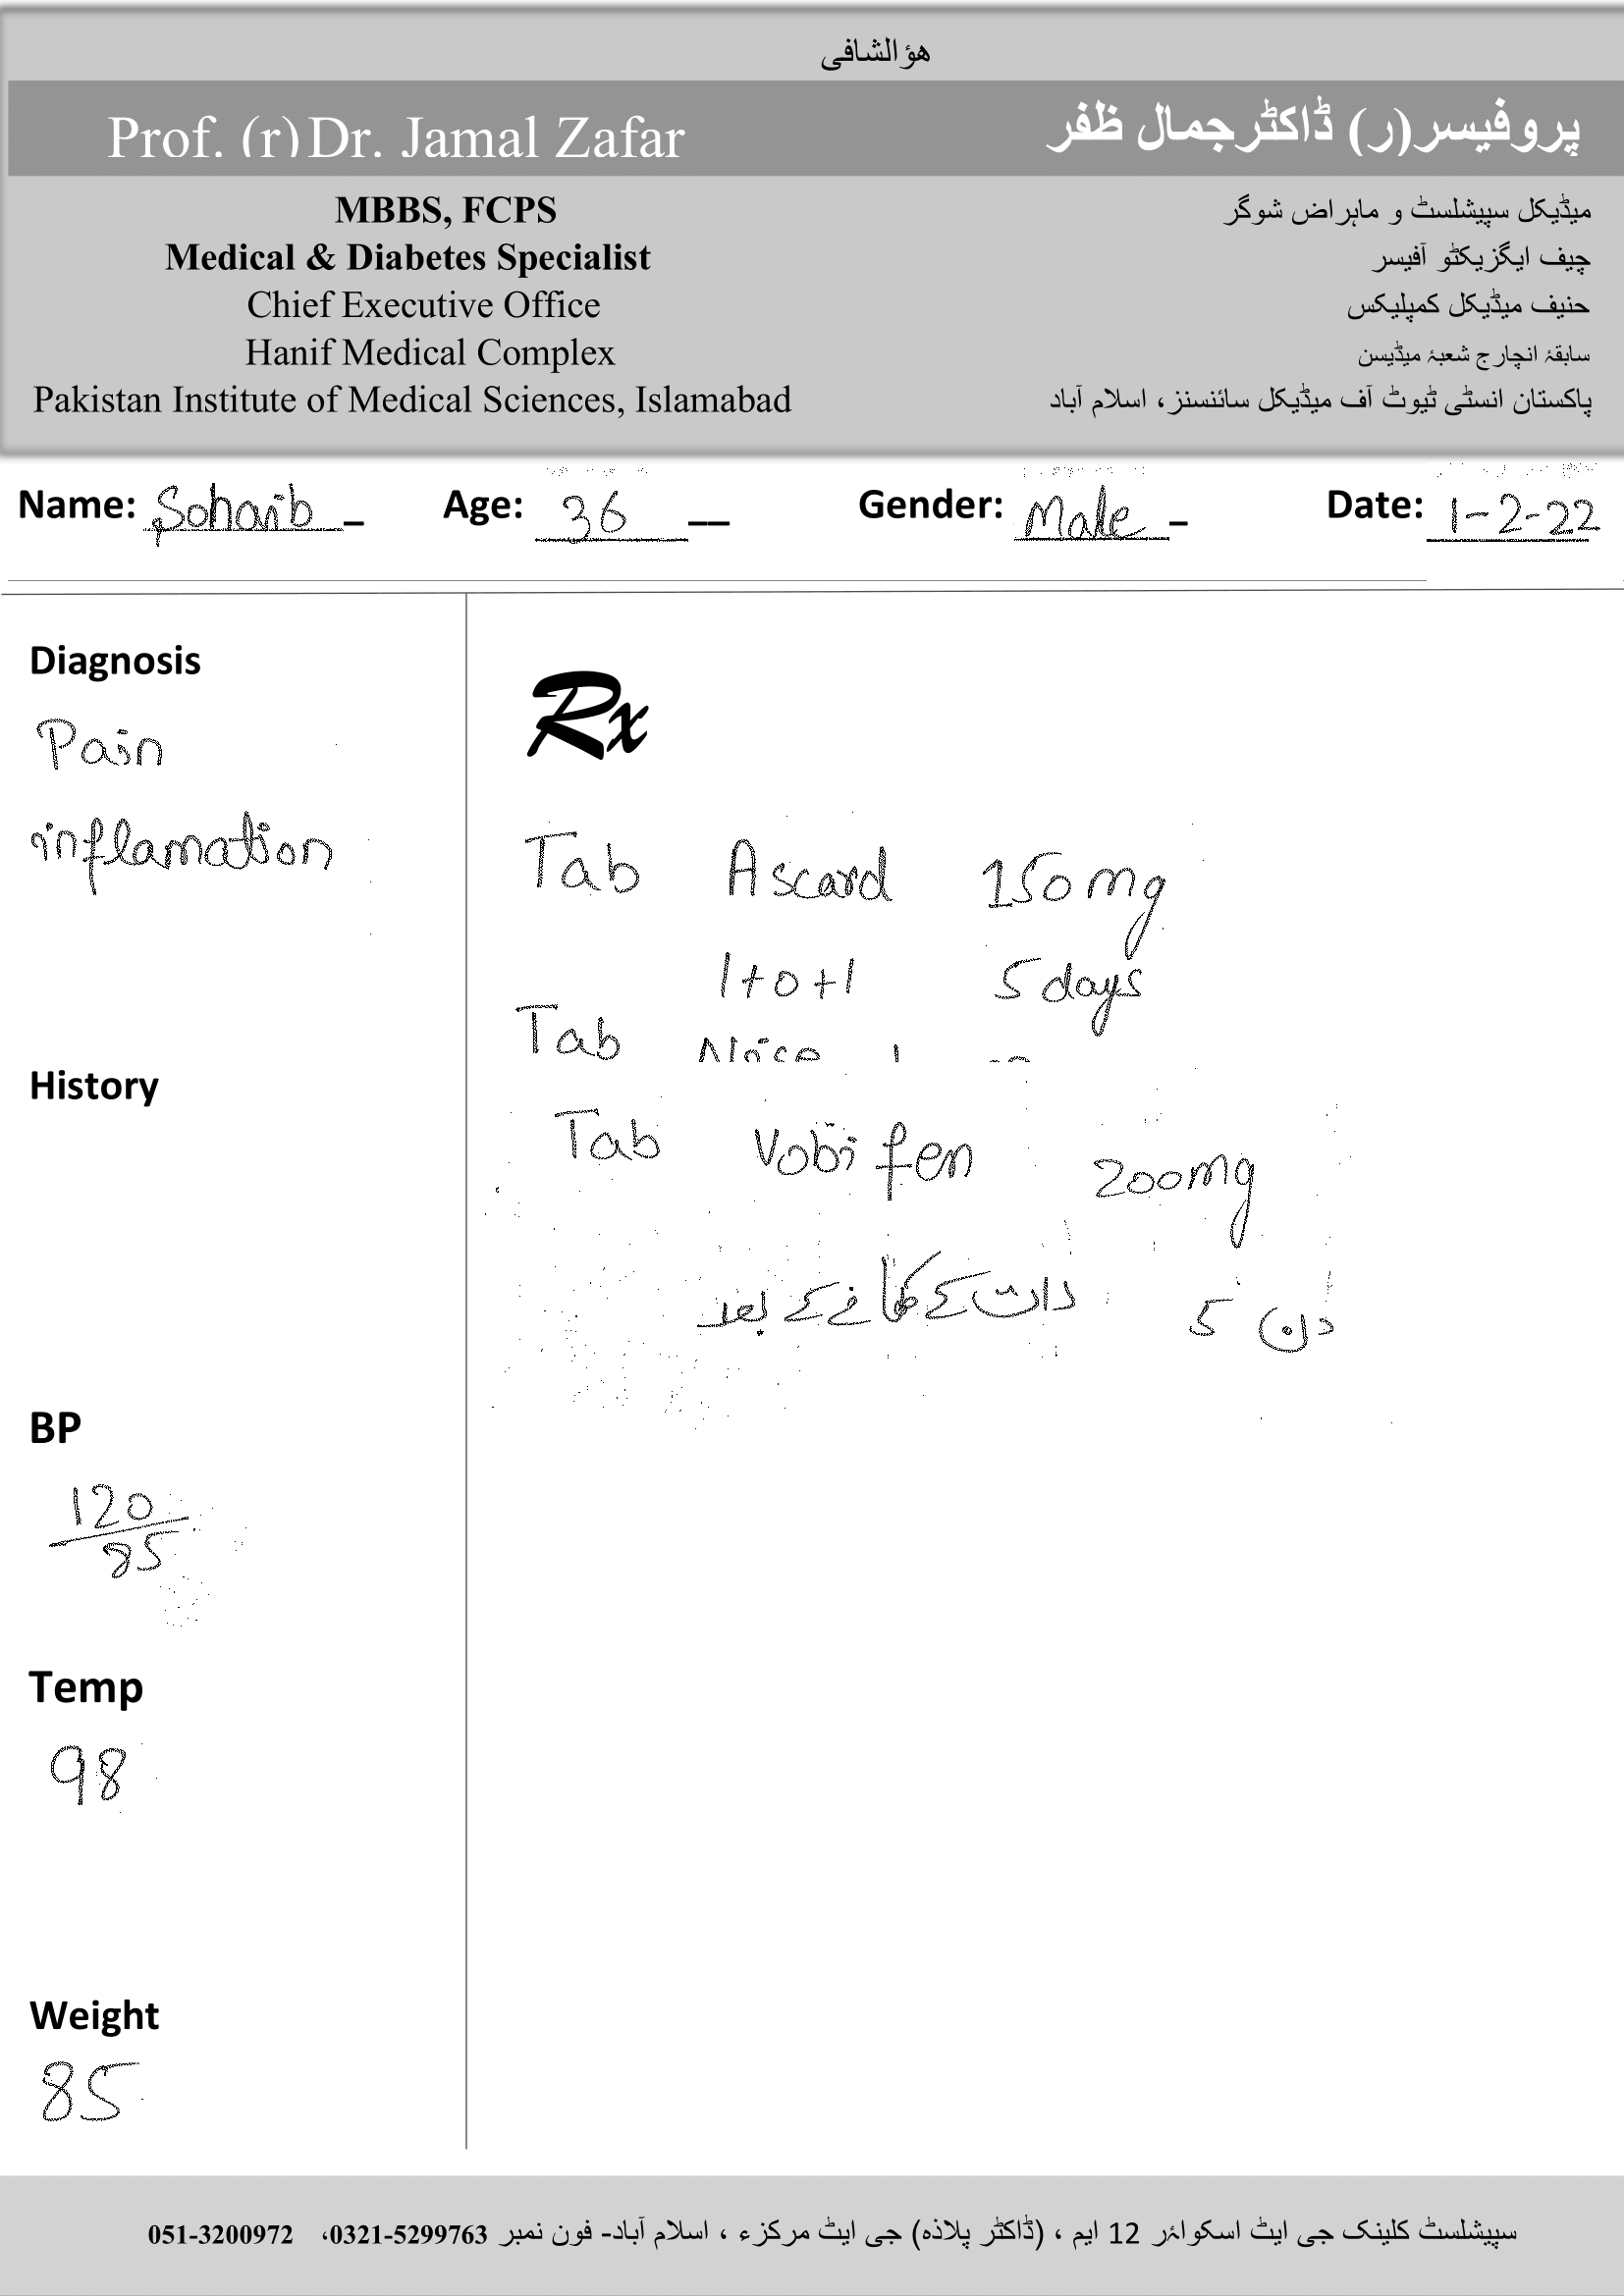 هؤالشافی
Prof. (r) Dr. Jamal Zafar
پروفیسر(ر) ڈاکٹرجمال ظفر
MBBS, FCPS
Medical & Diabetes Specialist
Chief Executive Office
Hanif Medical Complex
Pakistan Institute of Medical Sciences, Islamabad
میڈیکل سپیشلسٹ و ماہراض شوگر
چیف ایگزیکٹو آفیسر
حنیف میڈیکل کمپلیکس
سابقۂ انچارج شعبۂ میڈیسن
پاکستان انسٹی ٹیوٹ آف میڈیکل سائنسنز، اسلام آباد
Name: Sohaib Age: 36 Gender: Male Date: 1-2-22
Diagnosis
Pain
inflamation
History
BP
120/85
Temp
98
Weight
85
Rx
Tab Ascard 150mg
1+0+1 5 days
Tab
Tab Vobifen 200mg
رات کے کھانے کے بعد 5 دن
سپیشلسٹ کلینک جی ایٹ اسکوائر 12 ایم ، (ڈاکٹر پلاذہ) جی ایٹ مرکزء ، اسلام آباد- فون نمبر 0321-5299763، 051-3200972